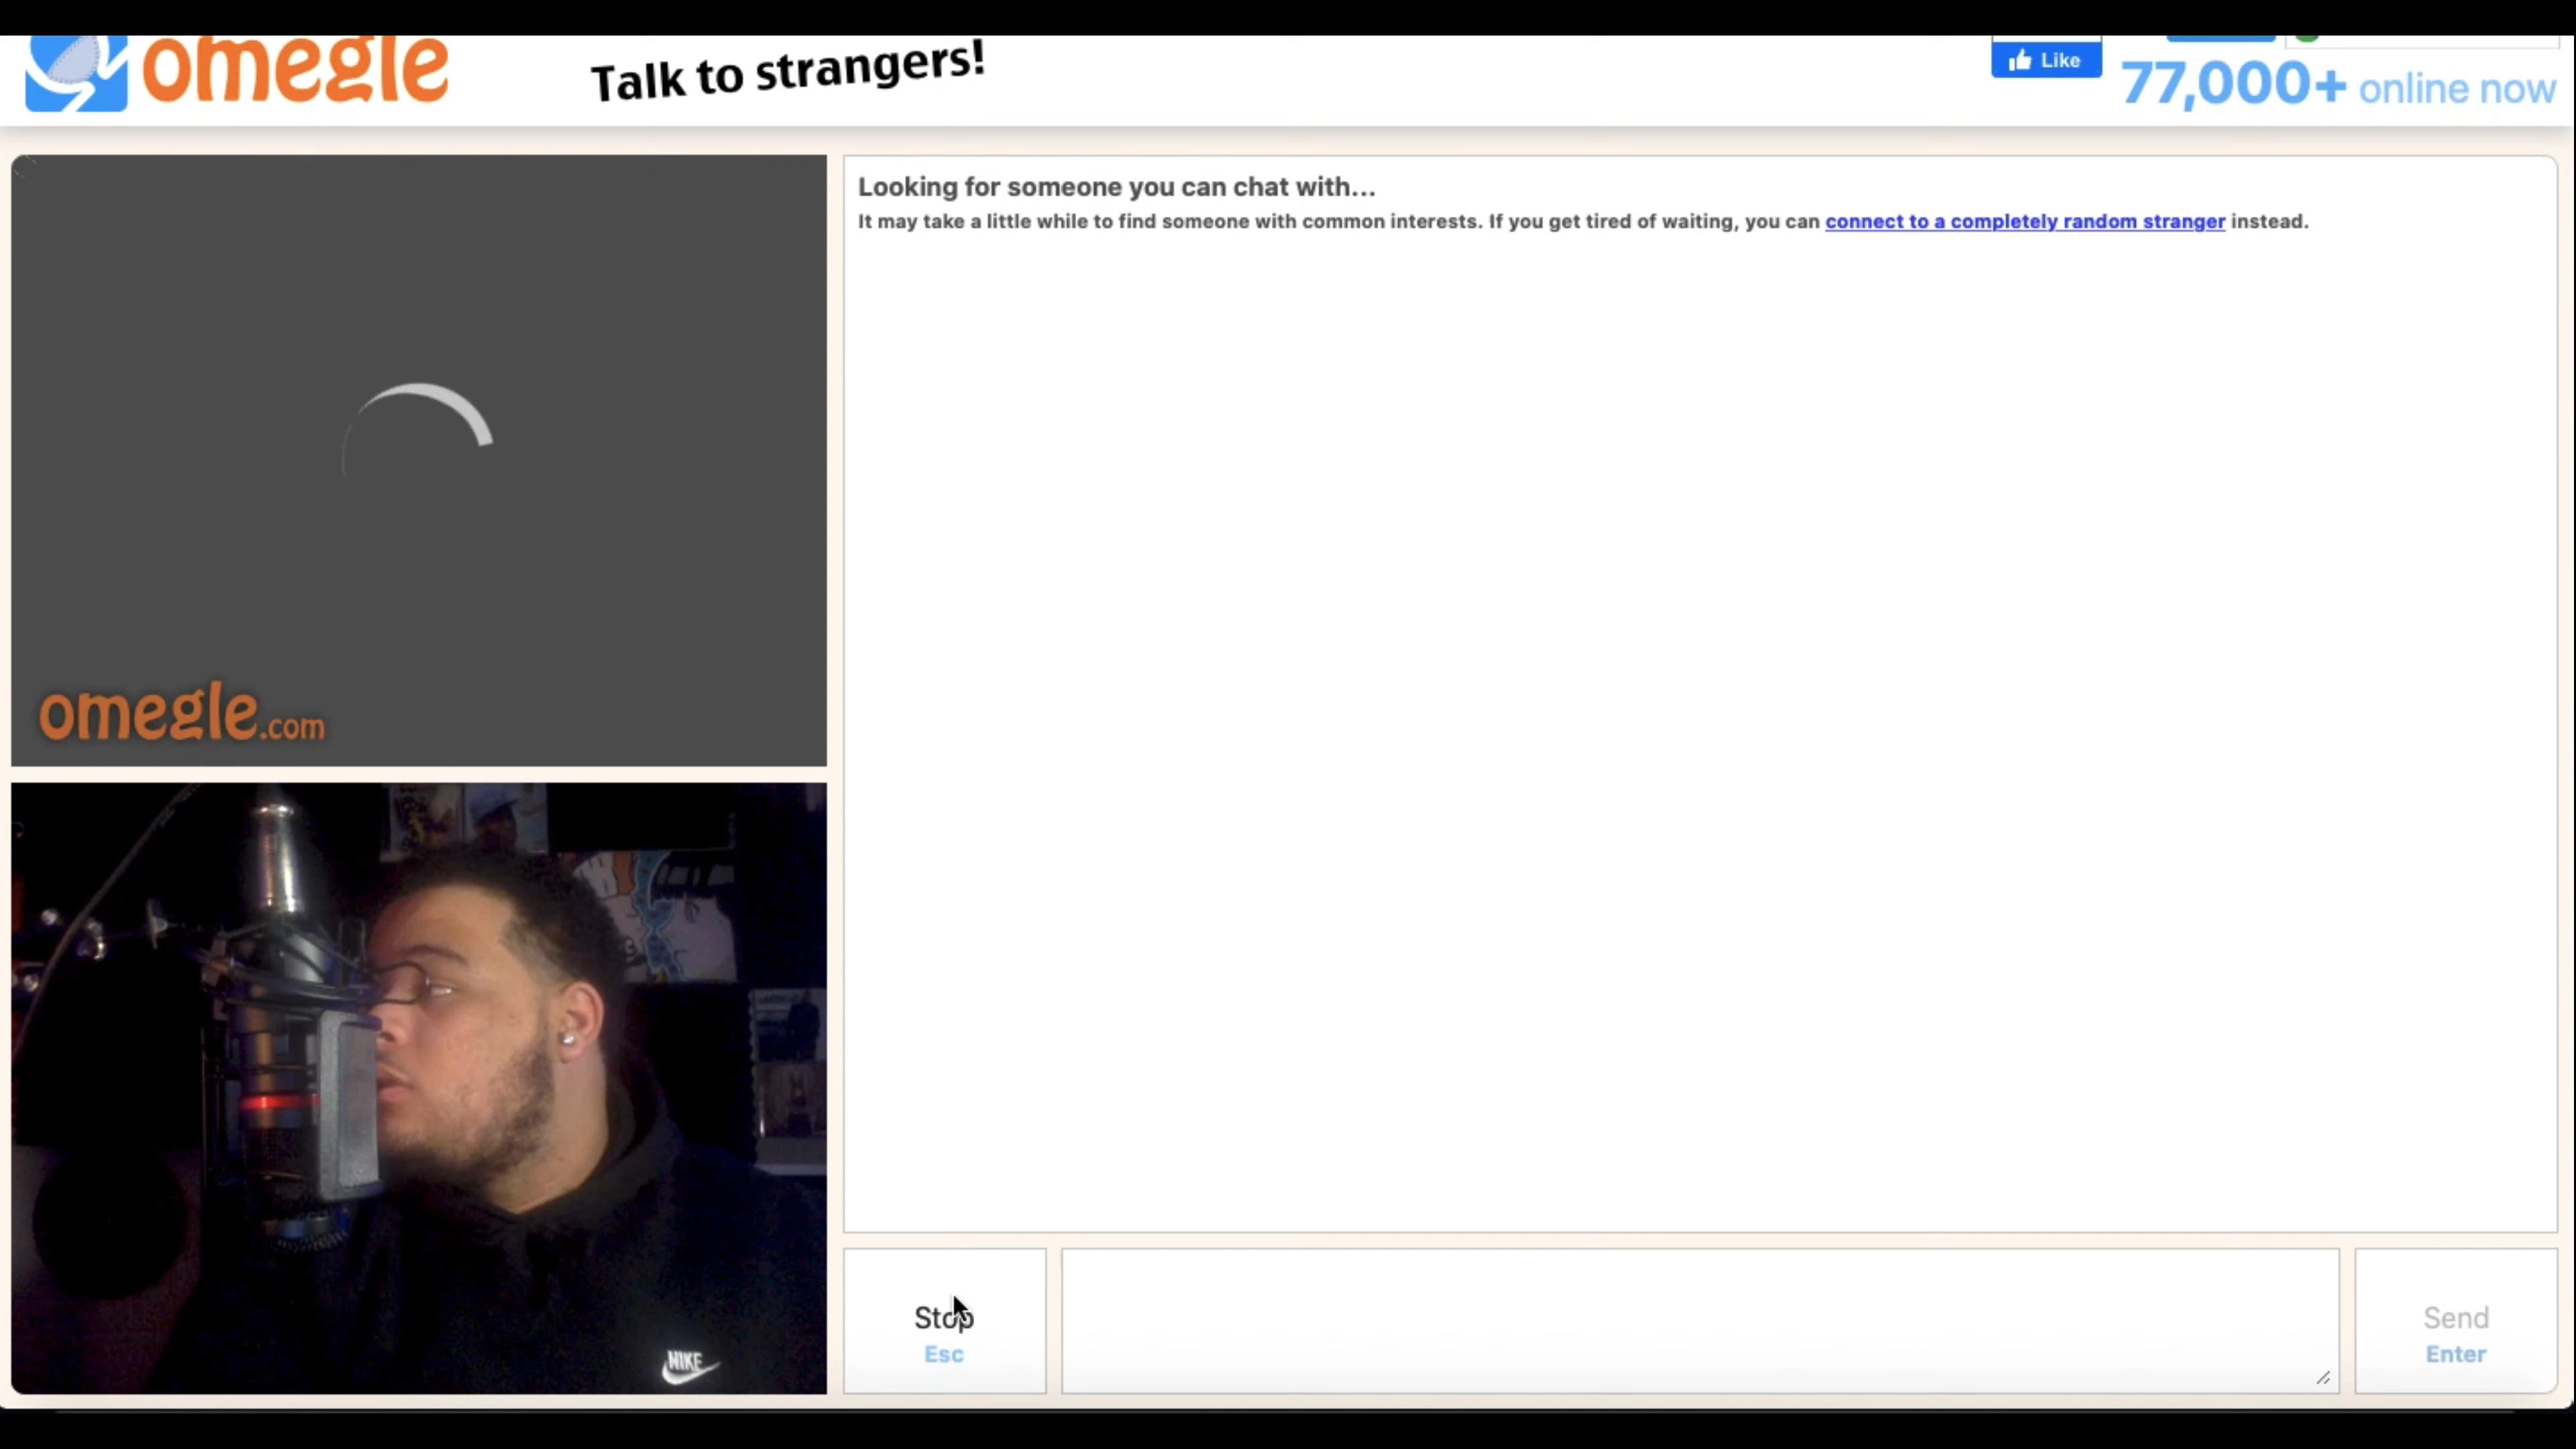 omegle
Talk to strangers!
Like
77,000+ online now
Looking for someone you can chat with...
It may take a little while to find someone with common interests. If you get tired of waiting, you can connect to a completely random stranger instead.
omegle.com
NIKE
Stop
Esc
Send
Enter